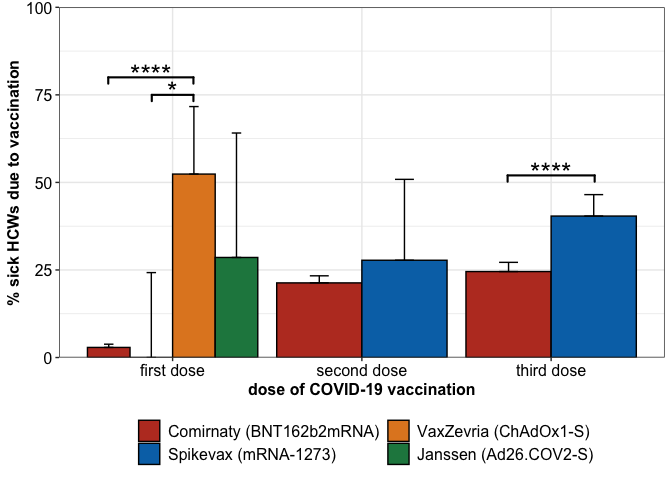 100
75
50
25
0
% sick HCWs due to vaccination
****
*
****
first dose
second dose
third dose
dose of COVID-19 vaccination
Comirnaty (BNT162b2mRNA)
VaxZevria (ChAdOx1-S)
Spikevax (mRNA-1273)
Janssen (Ad26.COV2-S)